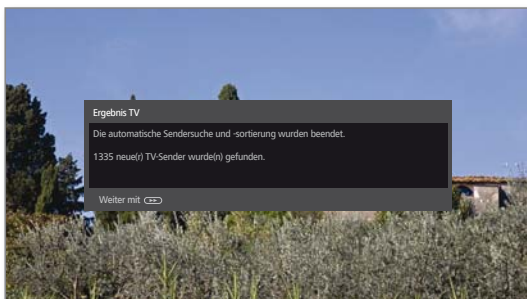 Ergebnis TV
Die automatische Sendersuche und -sortierung wurden beendet.
1335 neue(r) TV-Sender wurde(n) gefunden.
Weiter mit